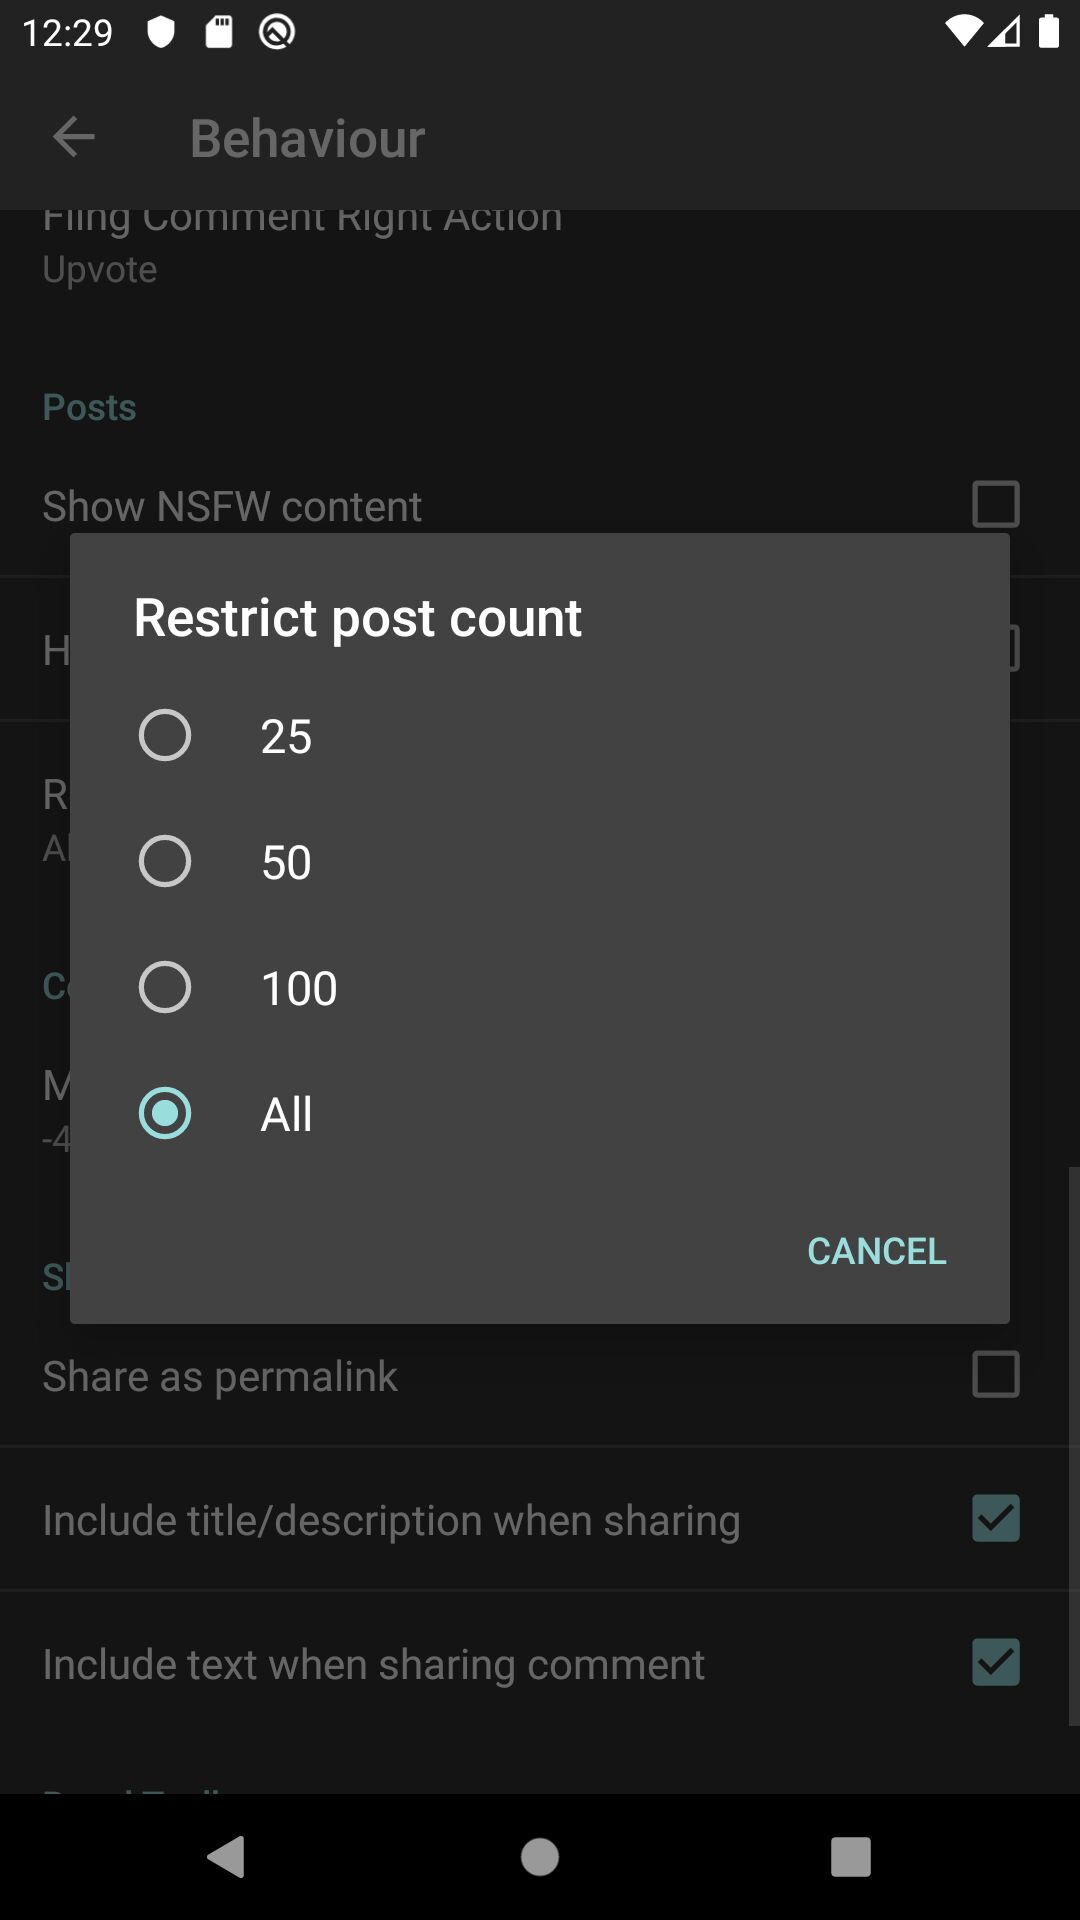 12:29
Behaviour
Fling Comment Right Action
Upvote
Posts
Show NSFW content
Restrict post count
25
50
100
All
-4
CANCEL
Share as permalink
Include title/description when sharing
Include text when sharing comment